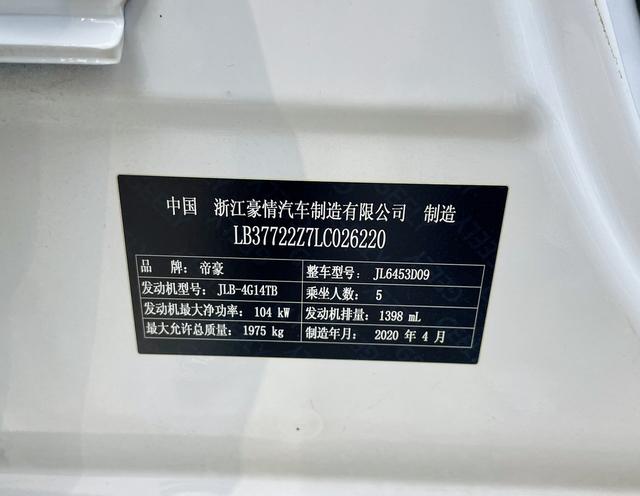 中国 浙江豪情汽车制造有限公司 制造
LB37722Z7LC026220
品 牌：帝豪 整车型号： JL6453D09
发动机型号： JLB-4G14TB 乘坐人数： 5
发动机最大净功率： 104 kW 发动机排量： 1398 mL
最大允许总质量： 1975 kg 制造年月： 2020 年 4 月